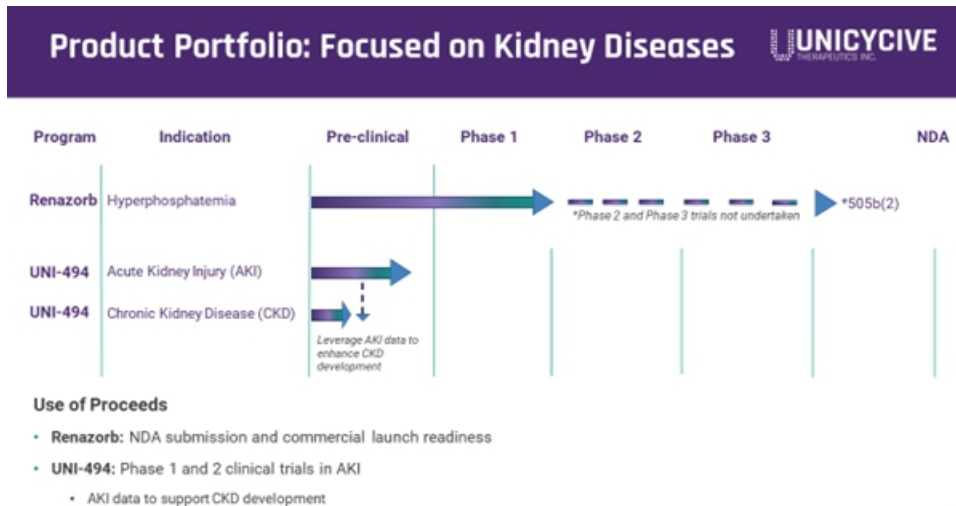 Product Portfolio: Focused on Kidney Diseases
UNICYCIVE
THERAPEUTICS INC.
Program Indication Pre-clinical Phase 1 Phase 2 Phase 3 NDA
Renazorb Hyperphosphatemia *505b(2)
*Phase 2 and Phase 3 trials not undertaken
UNI-494 Acute Kidney Injury (AKI)
UNI-494 Chronic Kidney Disease (CKD)
Leverage AKI data to
enhance CKD
development
Use of Proceeds
• Renazorb: NDA submission and commercial launch readiness
• UNI-494: Phase 1 and 2 clinical trials in AKI
• AKI data to support CKD development